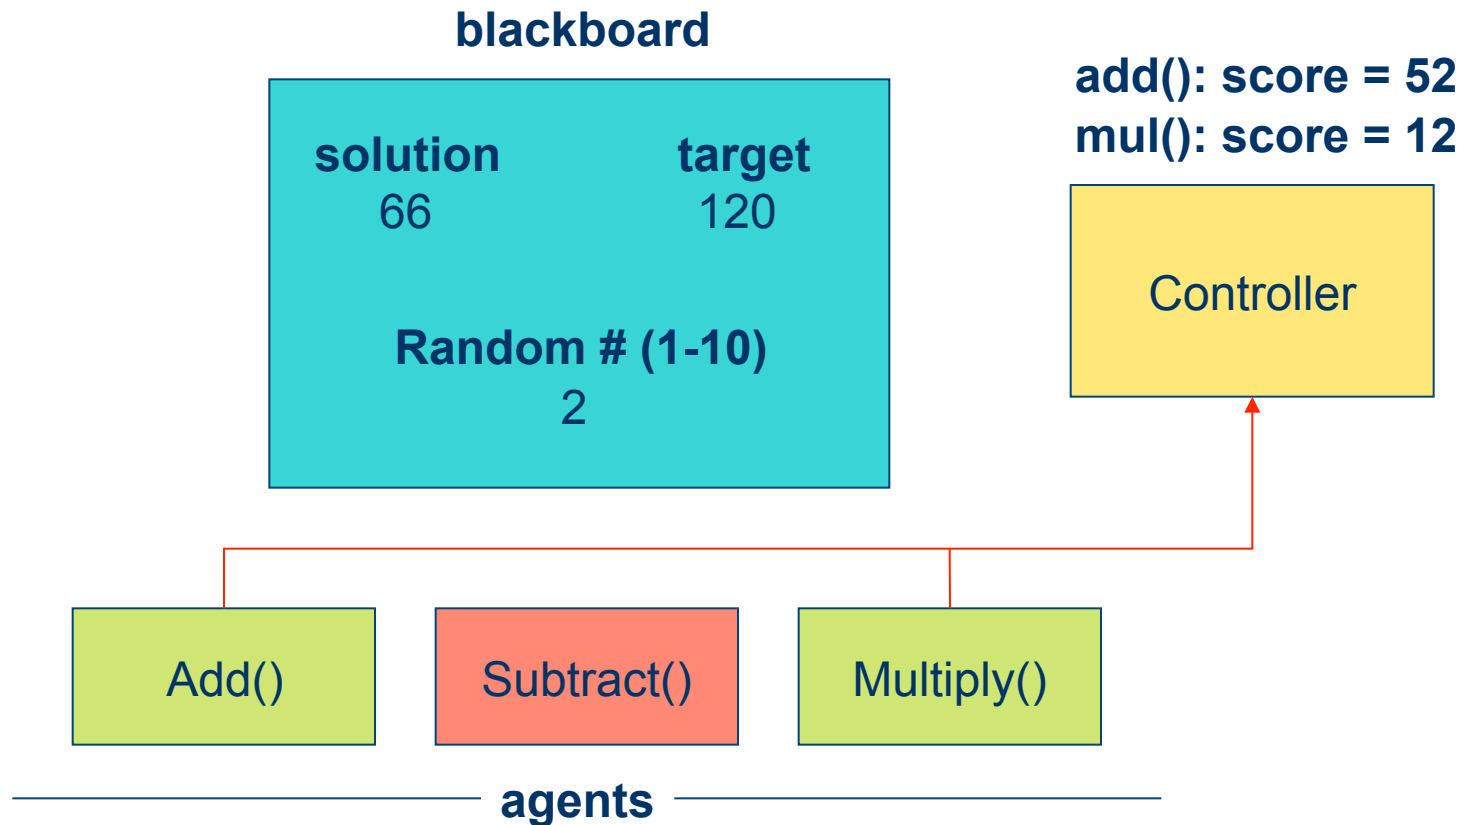 blackboard
add(): score = 52
mul(): score = 12
solution target
66 120
Random # (1-10)
2
Controller
Add() Subtract() Multiply()
agents